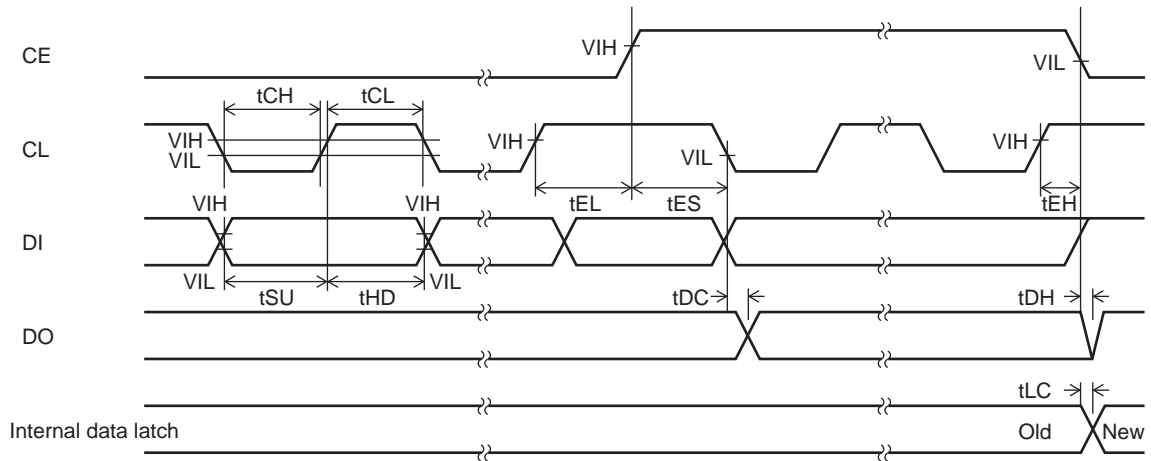 CE
VIH
VIL
tCH
tCL
CL
VIH
VIL
VIH
VIL
VIH
tEL
tES
tEH
DI
VIH
VIH
VIL
VIL
tSU
tHD
DO
tDC
tDH
tLC
Internal data latch
Old
New